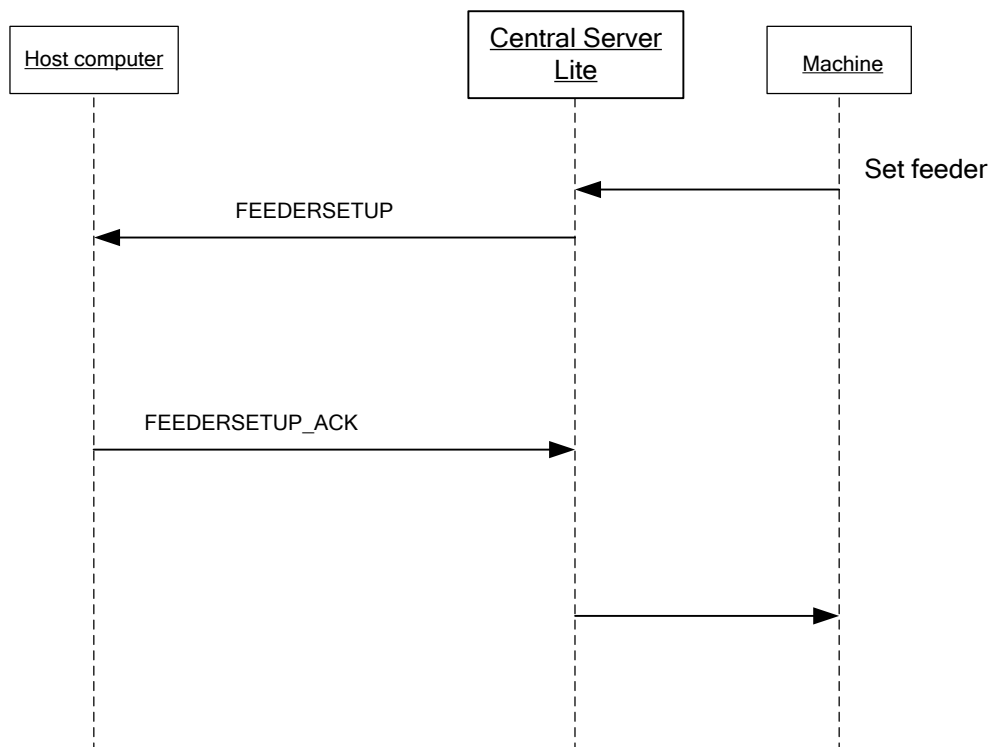 Host computer
Central Server
Lite
Machine
Set feeder
FEEDERSETUP
FEEDERSETUP_ACK